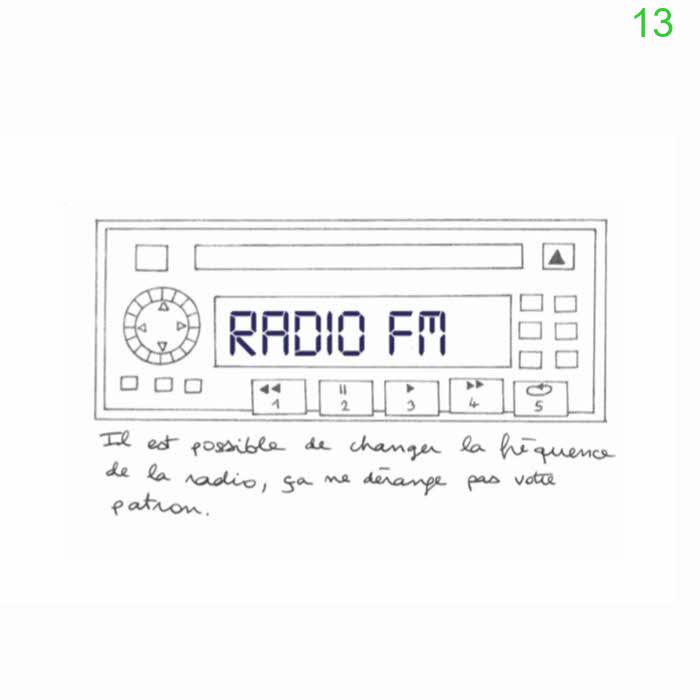 13
RADIO FM
1 2 3 4 5
Il est possible de changer la fréquence
de la radio, ça ne dérange pas votre
patron.